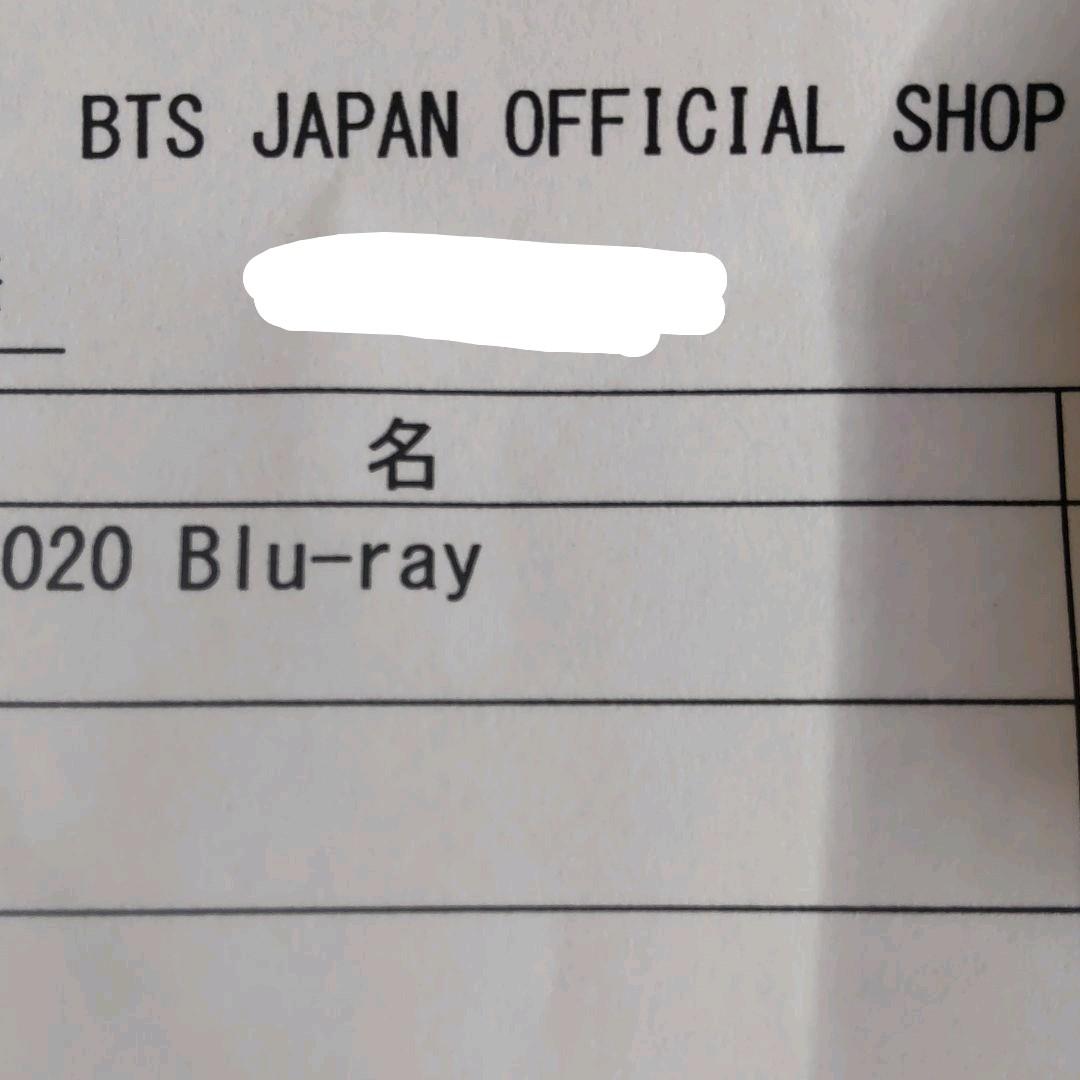 BTS JAPAN OFFICIAL SHOP
名
020 Blu-ray